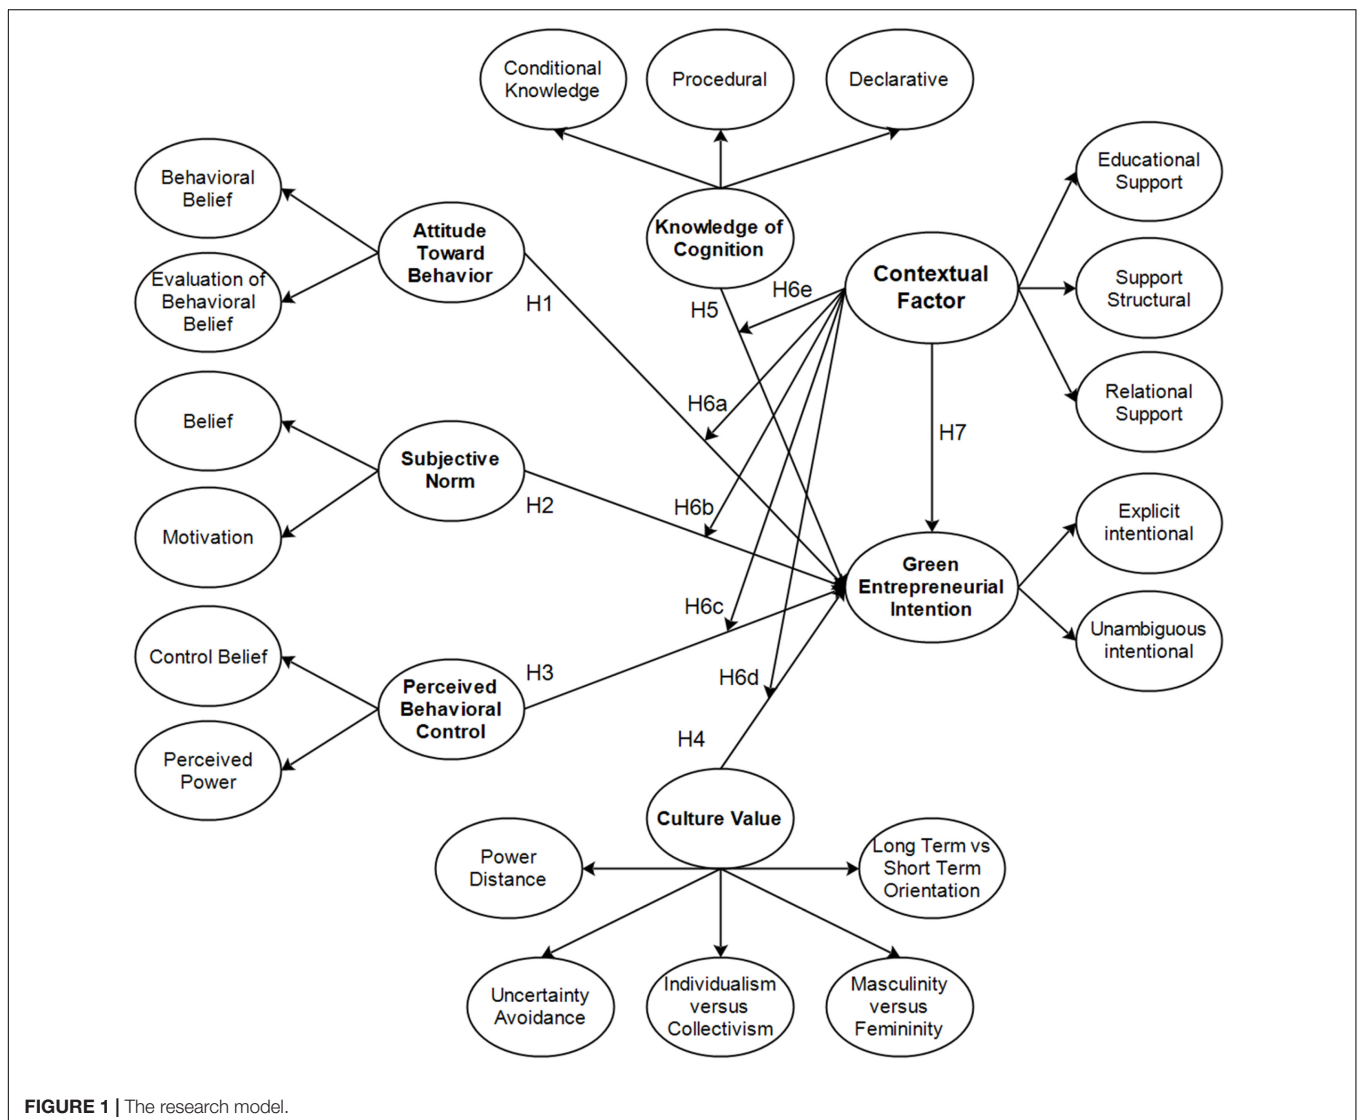 Conditional
Knowledge
Procedural
Declarative
Behavioral
Belief
Evaluation of
Behavioral
Belief
Attitude
Toward
Behavior
H1
Knowledge of
Cognition
H5
H6e
Contextual
Factor
Educational
Support
Support
Structural
Relational
Support
H6a
H7
Belief
Motivation
Subjective
Norm
H2
H6b
Green
Entrepreneurial
Intention
Explicit
intentional
Unambiguous
intentional
Control Belief
Perceived
Power
Perceived
Behavioral
Control
H3
H6c
H6d
H4
Culture Value
Power
Distance
Long Term vs
Short Term
Orientation
Uncertainty
Avoidance
Individualism
versus
Collectivism
Masculinity
versus
Femininity
FIGURE 1 | The research model.